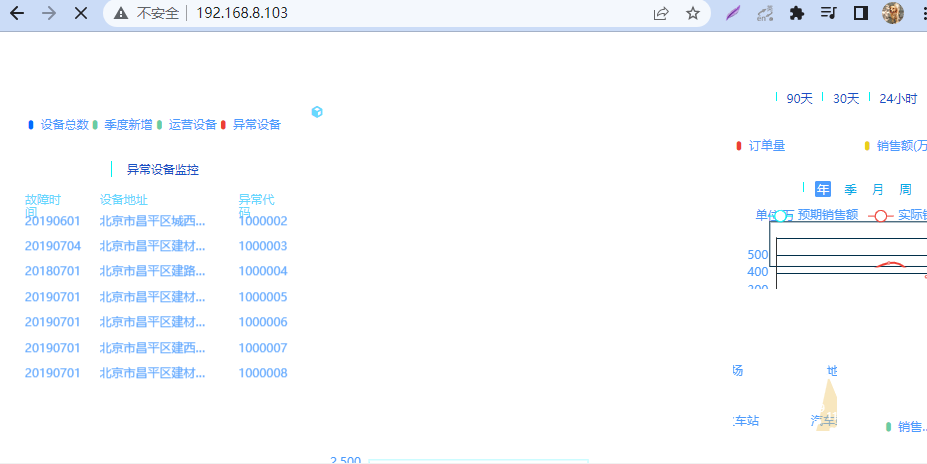 不安全 192.168.8.103
90天 30天 24小时
设备总数 季度新增 运营设备 异常设备
订单量 销售额(万
异常设备监控
年 季 月 周
故障时间 设备地址 异常代码
单位万 预期销售额 实际销
20190601 北京市昌平区城西... 1000002
20190704 北京市昌平区建材... 1000003
500
20180701 北京市昌平区建路... 1000004
400
20190701 北京市昌平区建材... 1000005
20190701 北京市昌平区建材... 1000006
20190701 北京市昌平区建西... 1000007
20190701 北京市昌平区建材... 1000008
场 地
车站 汽车
销售...
2,500